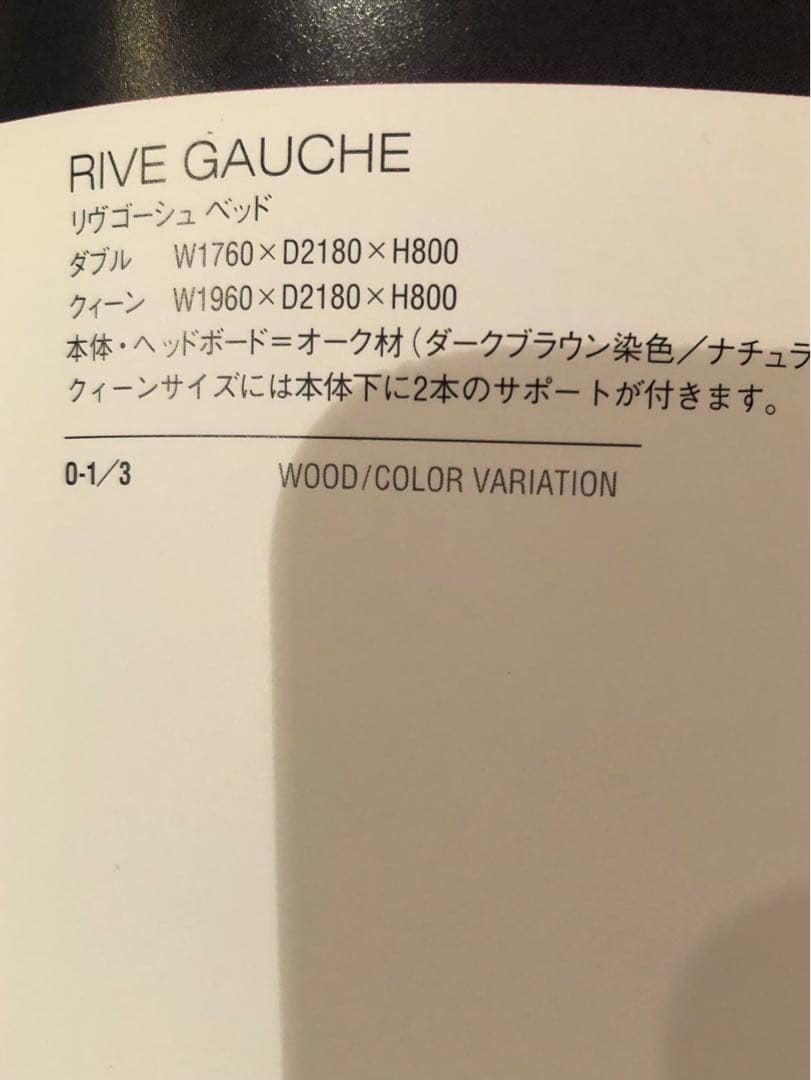 RIVE GAUCHE
リヴゴーシュ ベッド
ダブル W1760×D2180×H800
クィーン W1960×D2180×H800
本体・ヘッドボード=オーク材(ダークブラウン染色/ナチュラ
クィーンサイズには本体下に2本のサポートが付きます。
0-1/3 WOOD/COLOR VARIATION